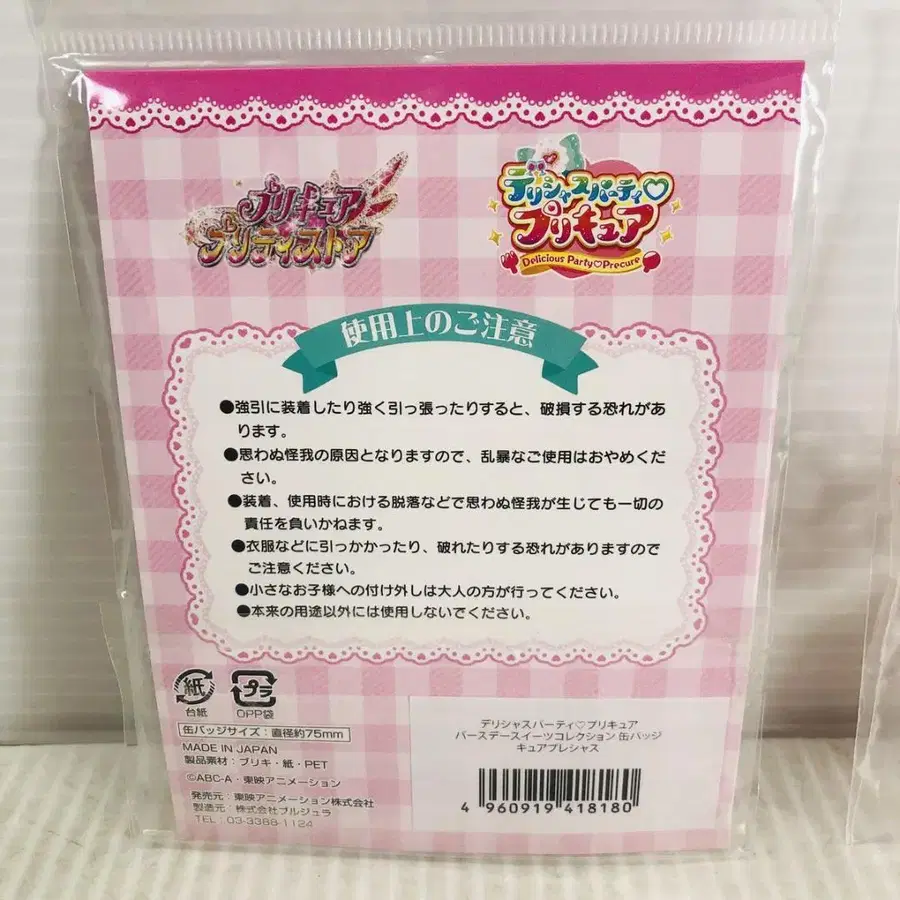 プリキュア
プリティストア
デリシャスパーティ♡
プリキュア
Delicious Party♡Precure
使用上のご注意
●強引に装着したり強く引っ張ったりすると、破損する恐れがあ
ります。
●思わぬ怪我の原因となりますので、乱暴なご使用はおやめくだ
さい。
●装着、使用時における脱落などで思わぬ怪我が生じても一切の
責任を負いかねます。
●衣服などに引っかかったり、破れたりする恐れがありますので
ご注意ください。
●小さなお子様への付け外しは大人の方が行ってください。
●本来の用途以外には使用しないでください。
紙
台紙
プラ
OPP袋
缶バッジサイズ:直径約75mm
MADE IN JAPAN
製品素材:ブリキ・紙・PET
©ABC-A・東映アニメーション
発売元:東映アニメーション株式会社
製造元:株式会社ブルジュラ
TEL:03-3388-1124
デリシャスパーティ♡プリキュア
バースデースイーツコレクション 缶バッジ
キュアプレシャス
4 960919 418180